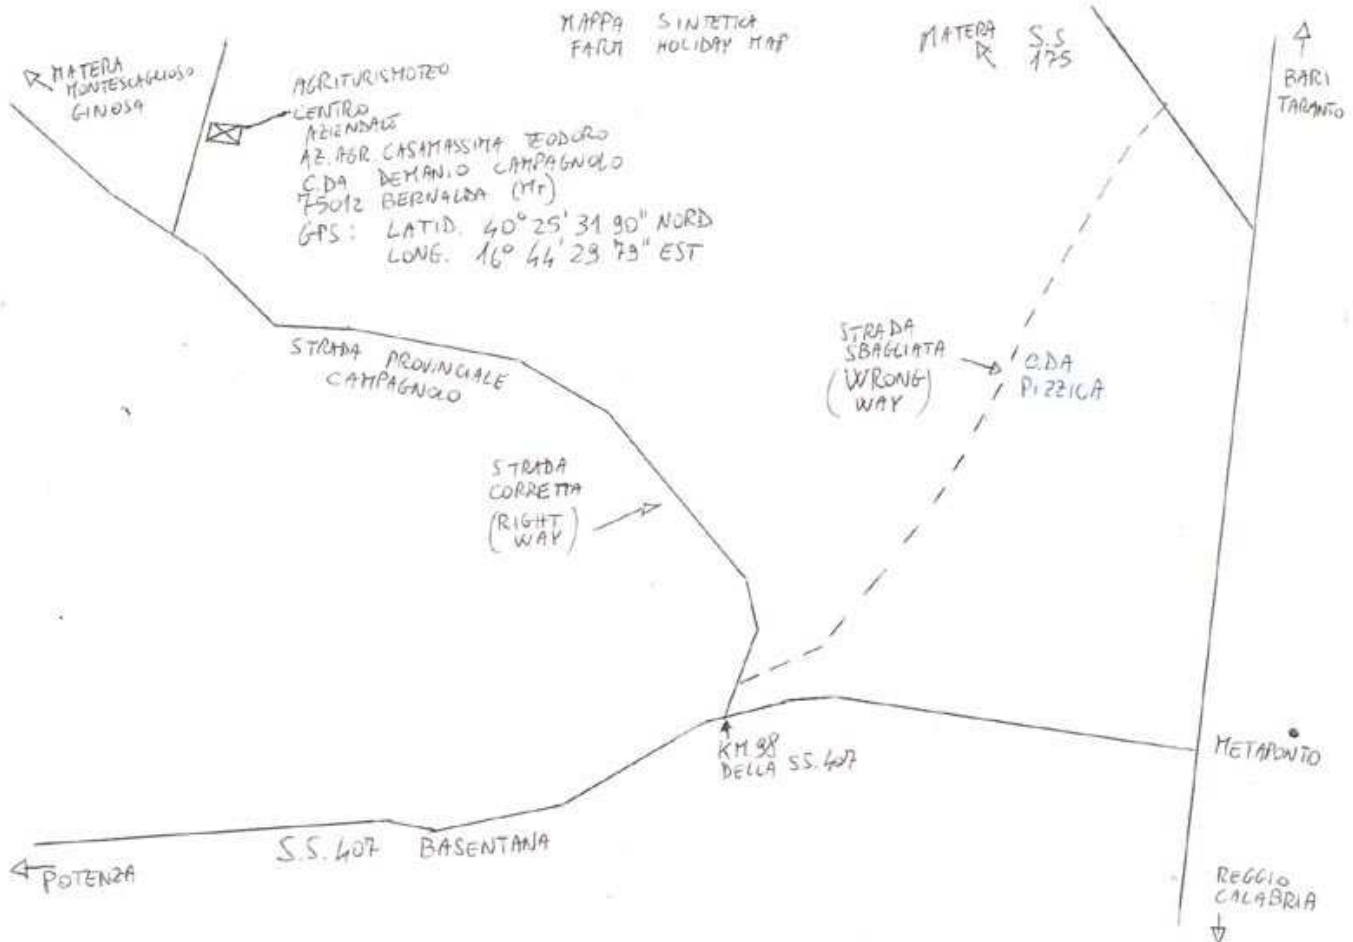 MAPPA SINTETICA
FARM HOLIDAY MAP
MATERA
MONTESCAGLIOSO
GINOSA
AGRITURISMOTEO
CENTRO
AZIENDALE
AZ. AGR. CASAMASSIMA TEODORO
C.DA DEMANIO CAMPAGNOLO
75012 BERNALDA (MT)
GPS: LATID. 40° 25' 31 90" NORD
LONG. 16° 44' 29 79" EST
MATERA
S.S
175
BARI
TARANTO
STRADA PROVINCIALE
CAMPAGNOLO
STRADA
SBAGLIATA
(WRONG
WAY)
C.DA
PIZZICA
STRADA
CORRETTA
(RIGHT
WAY)
KM 98
DELLA SS. 407
METAPONTO
S.S. 407 BASENTANA
POTENZA
REGGIO
CALABRIA